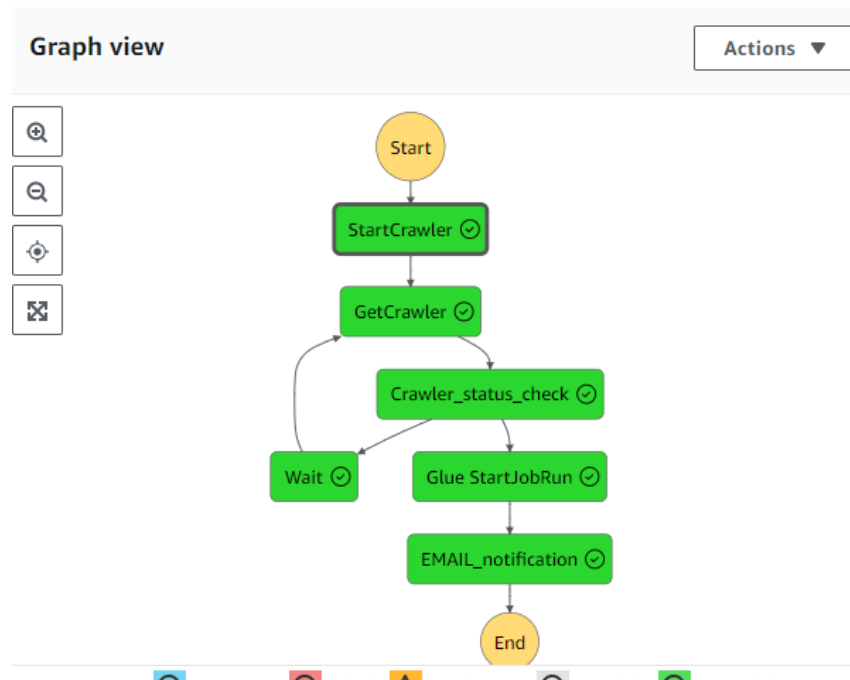 Graph view
Actions
Start
StartCrawler
GetCrawler
Crawler_status_check
Wait
Glue StartJobRun
EMAIL_notification
End